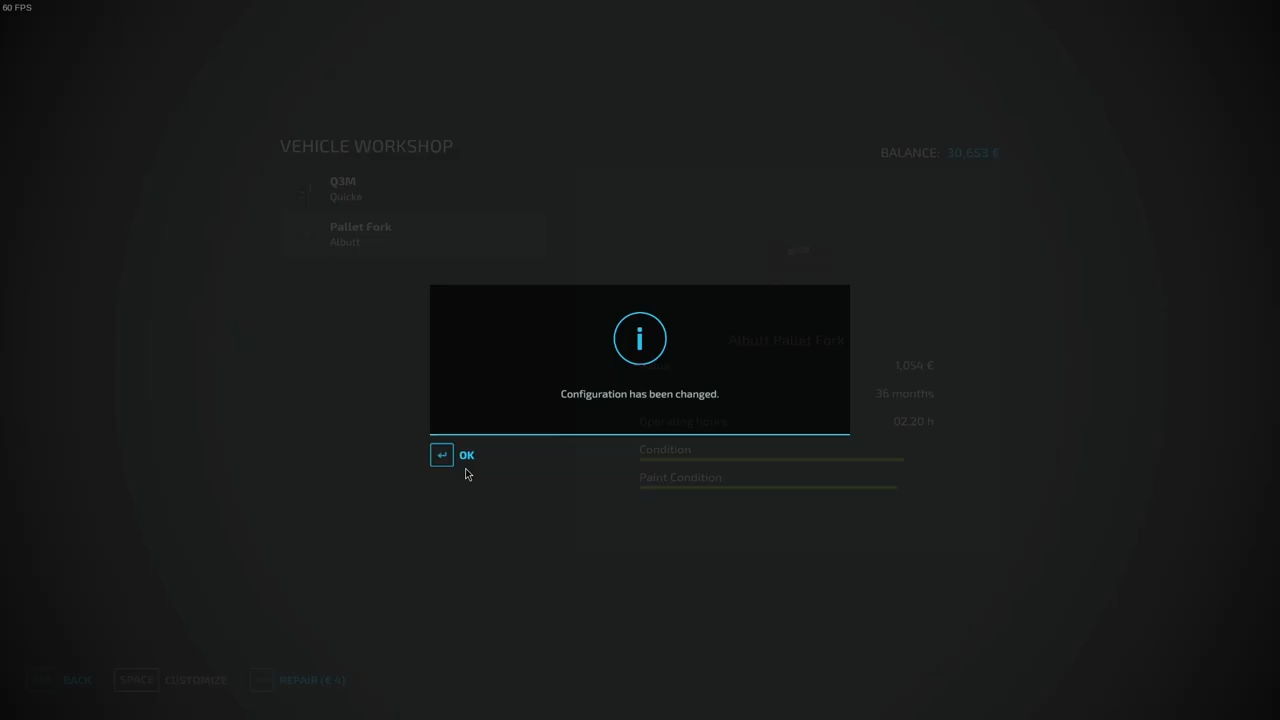 60 FPS
VEHICLE WORKSHOP
BALANCE: 30,653 €
Q3M
Quicke
Pallet Fork
Albutt
Albutt Pallet Fork
1,054 €
Configuration has been changed.
36 months
Operating hours 02.20 h
OK
Condition
Paint Condition
BACK
SPACE CUSTOMIZE
REPAIR (€ 4)